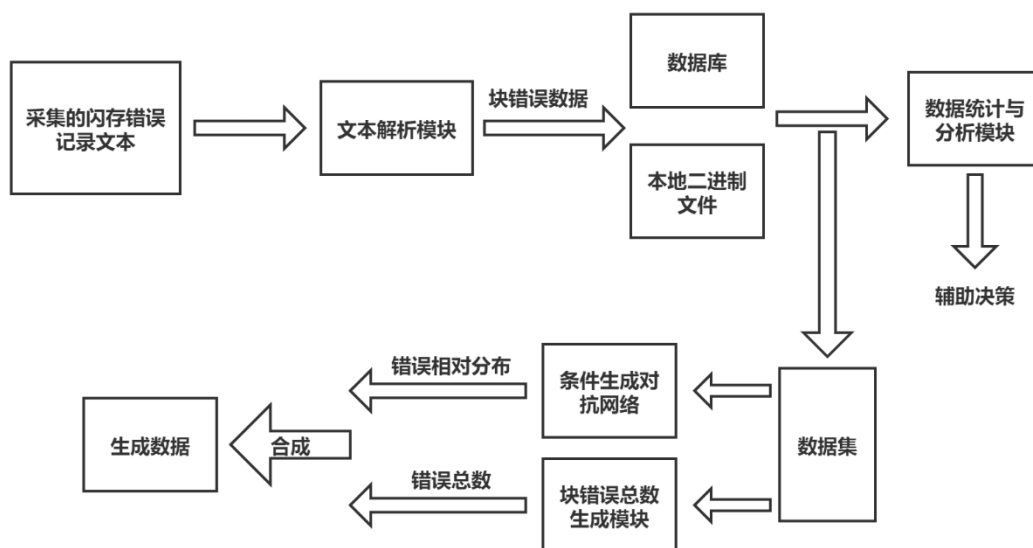 采集的闪存错误
记录文本
文本解析模块
块错误数据
数据库
本地二进制
文件
数据统计与
分析模块
辅助决策
错误相对分布
条件生成对
抗网络
数据集
生成数据
合成
错误总数
块错误总数
生成模块